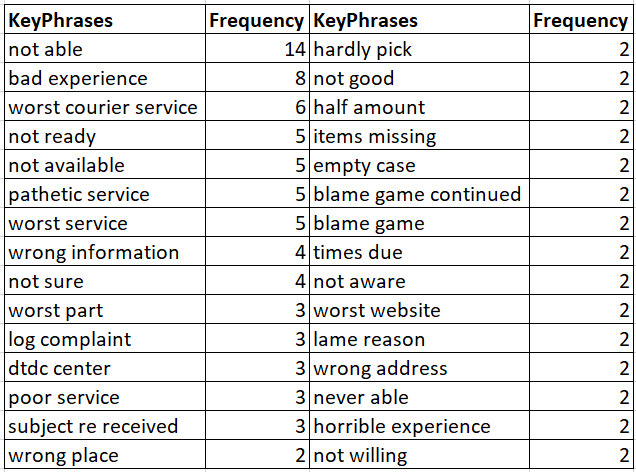 KeyPhrases Frequency KeyPhrases Frequency
not able 14 hardly pick 2
bad experience 8 not good 2
worst courier service 6 half amount 2
not ready 5 items missing 2
not available 5 empty case 2
pathetic service 5 blame game continued 2
worst service 5 blame game 2
wrong information 4 times due 2
not sure 4 not aware 2
worst part 3 worst website 2
log complaint 3 lame reason 2
dtdc center 3 wrong address 2
poor service 3 never able 2
subject re received 3 horrible experience 2
wrong place 2 not willing 2